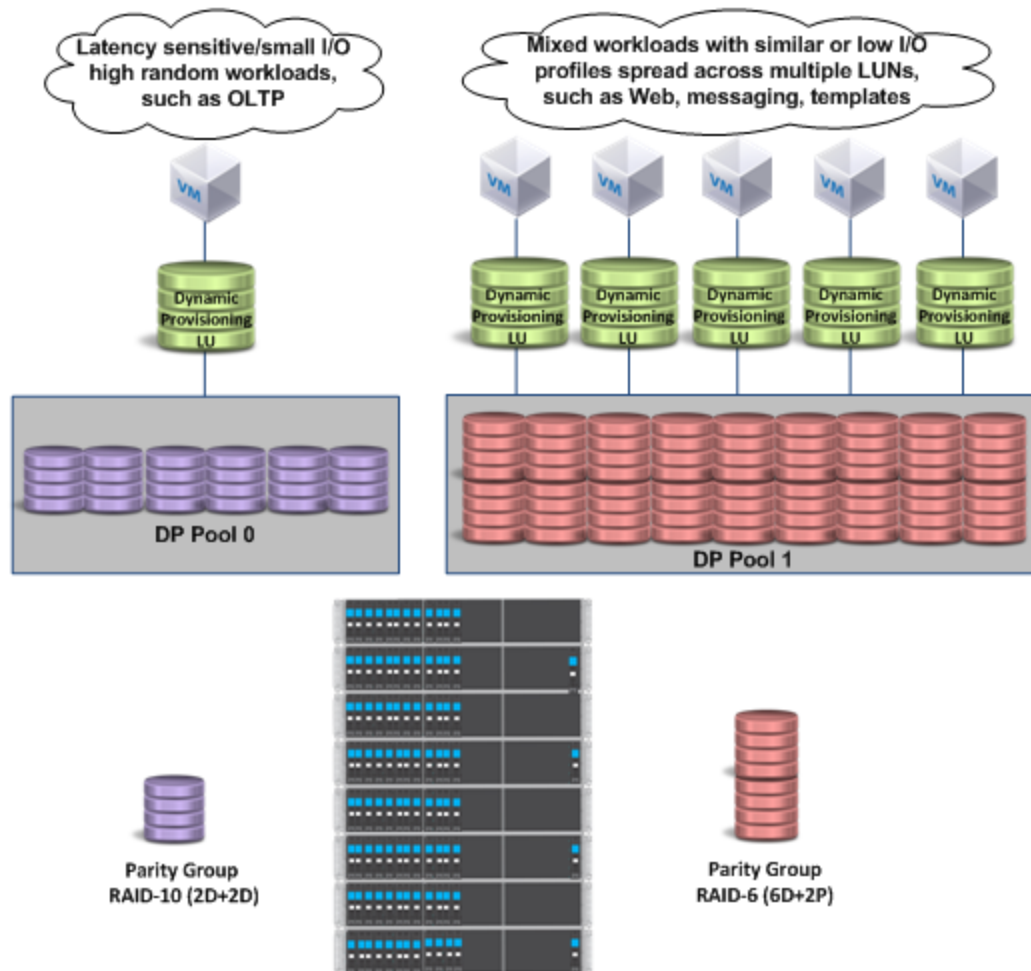 Latency sensitive/small I/O
high random workloads,
such as OLTP
Mixed workloads with similar or low I/O
profiles spread across multiple LUNs,
such as Web, messaging, templates
VM
VM
VM
VM
VM
VM
Dynamic
Provisioning
LU
Dynamic
Provisioning
LU
Dynamic
Provisioning
LU
Dynamic
Provisioning
LU
Dynamic
Provisioning
LU
Dynamic
Provisioning
LU
DP Pool 0
DP Pool 1
Parity Group
RAID-10 (2D+2D)
Parity Group
RAID-6 (6D+2P)